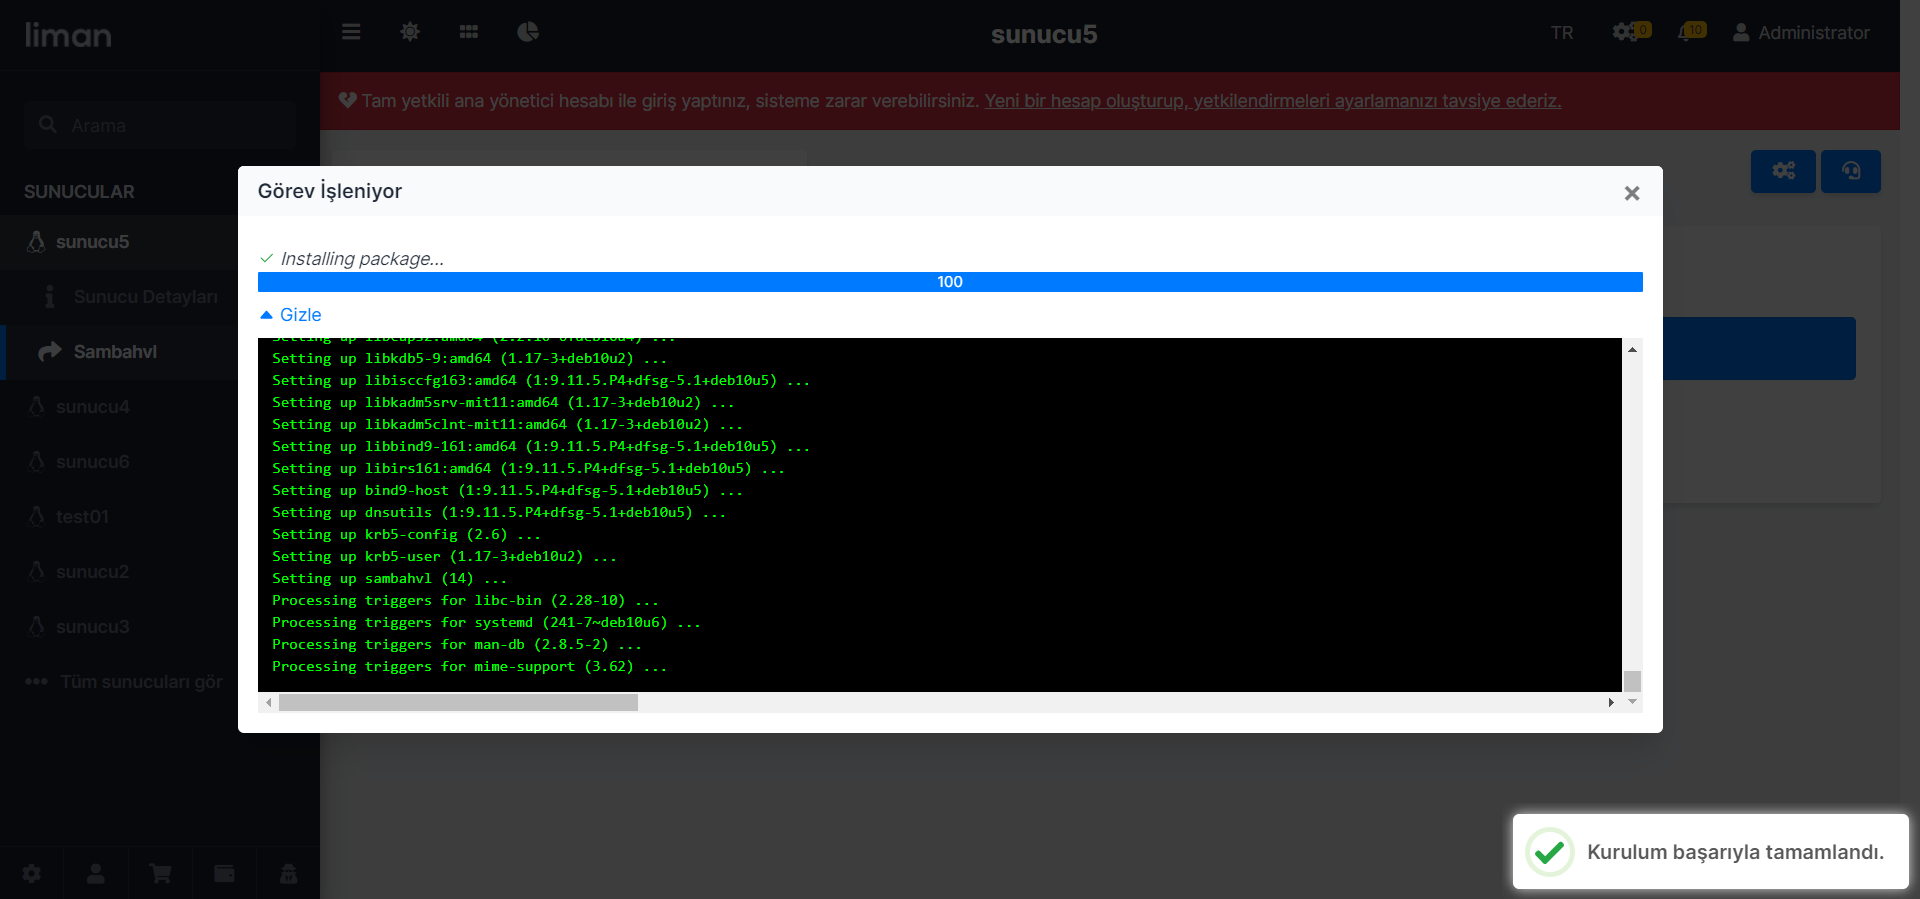 liman
sunucu5
TR
0
10
Administrator
Tam yetkili ana yönetici hesabı ile giriş yaptınız, sisteme zarar verebilirsiniz. Yeni bir hesap oluşturup, yetkilendirmeleri ayarlamanızı tavsiye ederiz.
Arama
SUNUCULAR
sunucu5
Sunucu Detayları
Sambahvl
sunucu4
sunucu6
test01
sunucu2
sunucu3
Tüm sunucuları gör
Görev İşleniyor
×
Installing package...
100
Gizle
Setting up libkdb5-9:amd64 (1.17-3+deb10u2) ...
Setting up libisccfg163:amd64 (1:9.11.5.P4+dfsg-5.1+deb10u5) ...
Setting up libkadm5srv-mit11:amd64 (1.17-3+deb10u2) ...
Setting up libkadm5clnt-mit11:amd64 (1.17-3+deb10u2) ...
Setting up libbind9-161:amd64 (1:9.11.5.P4+dfsg-5.1+deb10u5) ...
Setting up libirs161:amd64 (1:9.11.5.P4+dfsg-5.1+deb10u5) ...
Setting up bind9-host (1:9.11.5.P4+dfsg-5.1+deb10u5) ...
Setting up dnsutils (1:9.11.5.P4+dfsg-5.1+deb10u5) ...
Setting up krb5-config (2.6) ...
Setting up krb5-user (1.17-3+deb10u2) ...
Setting up sambahvl (14) ...
Processing triggers for libc-bin (2.28-10) ...
Processing triggers for systemd (241-7~deb10u6) ...
Processing triggers for man-db (2.8.5-2) ...
Processing triggers for mime-support (3.62) ...
Kurulum başarıyla tamamlandı.